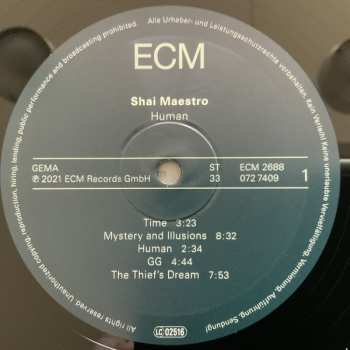 ECM
Shai Maestro
Human
GEMA ST ECM 2688
℗ 2021 ECM Records GmbH 33 072 7409 1
Time 3:23
Mystery and Illusions 8:32
Human 2:34
GG 4:44
The Thief's Dream 7:53
LC 02516
All rights reserved. Unauthorized copying, reproduction, hiring, lending, public performance and broadcasting prohibited. Alle Urheber- und Leistungsschutzrechte vorbehalten. Kein Verleih! Keine unerlaubte Vervielfältigung, Vermietung, Aufführung, Sendung!